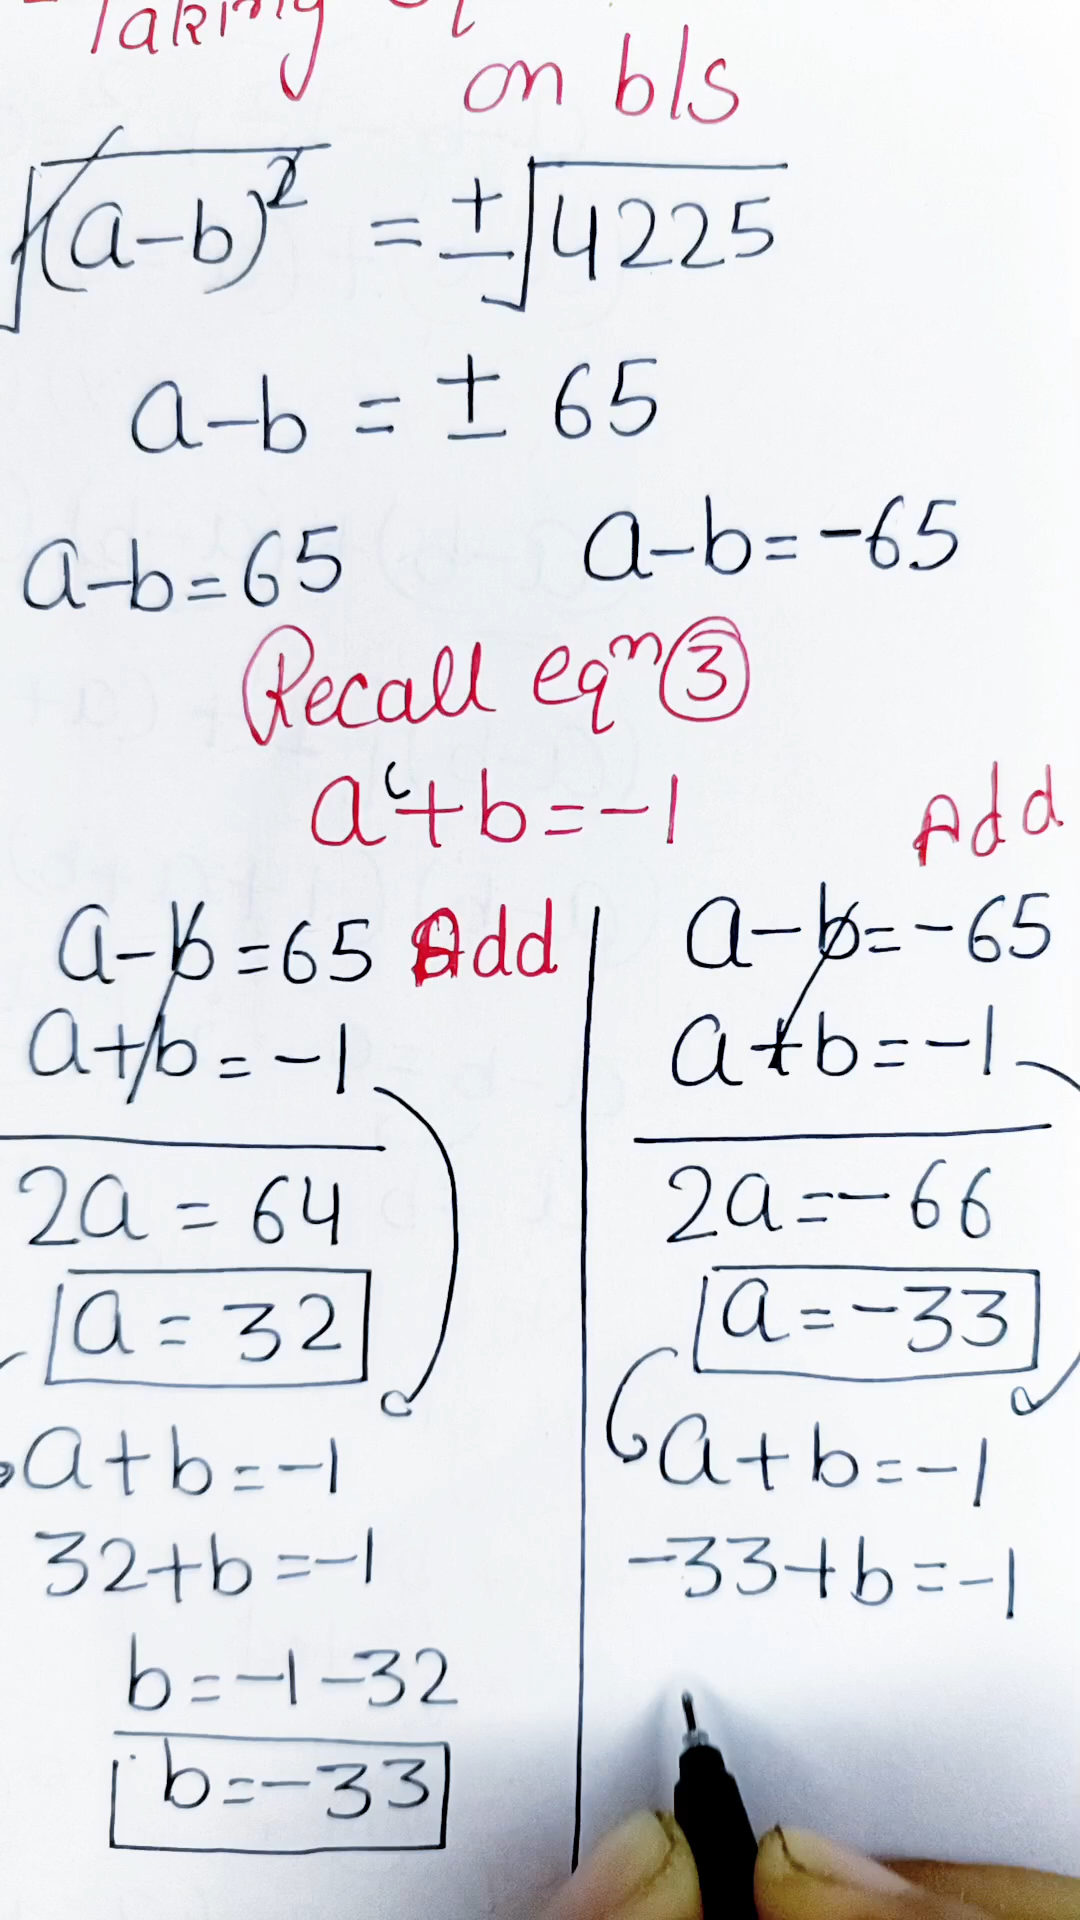 Taking
on b/s
√(a-b)² = ±√4225
a-b = ± 65
a-b=65 a-b=-65
Recall eqⁿ ③
a+b=-1
Add
a-b=65 Add a-b=-65
a+b=-1 a+b=-1
2a=64 2a=-66
a=32 a=-33
a+b=-1 a+b=-1
32+b=-1 -33+b=-1
b=-1-32
b=-33